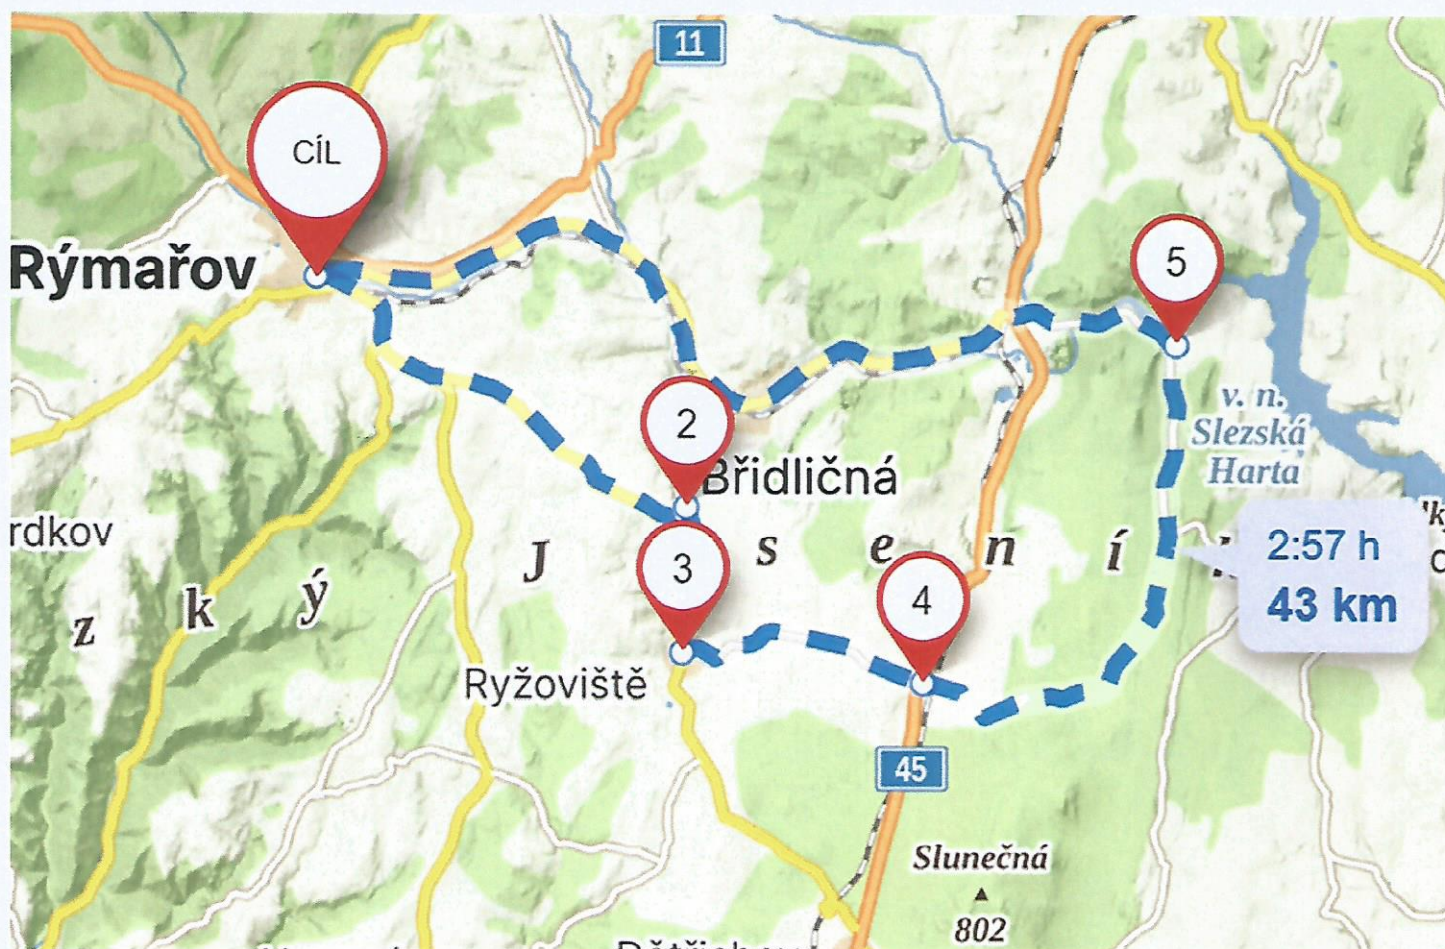 11
CÍL
Rýmařov
5
v. n.
Slezská
Harta
2
Břidličná
rdkov
J s e n í
2:57 h
43 km
z k ý
3
4
Ryžoviště
45
Slunečná
802